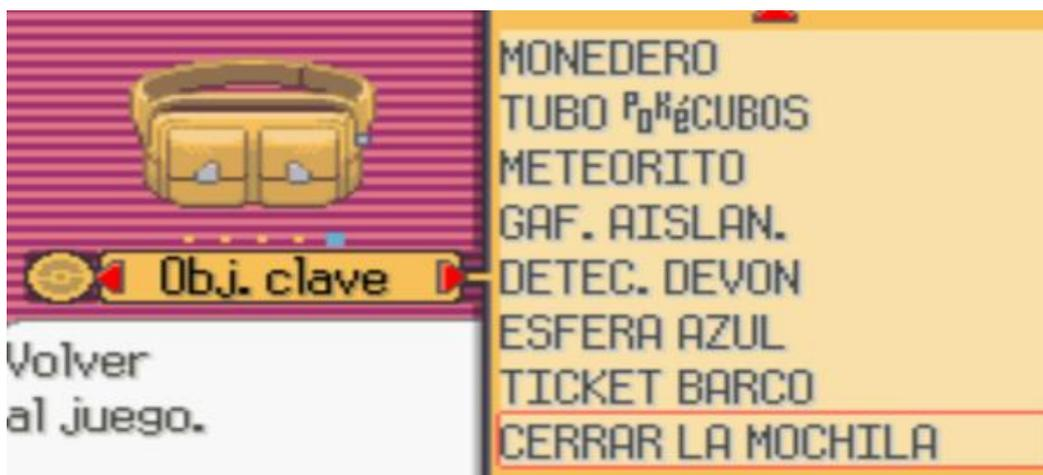 Obj. clave
Volver
al juego.
MONEDERO
TUBO POKéCUBOS
METEORITO
GAF. AISLAN.
DETEC. DEVON
ESFERA AZUL
TICKET BARCO
CERRAR LA MOCHILA